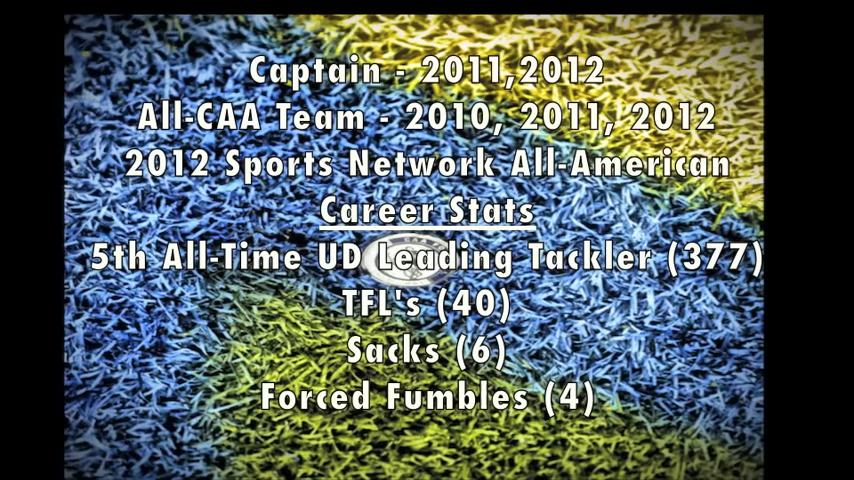 Captain - 2011,2012
All-CAA Team - 2010, 2011, 2012
2012 Sports Network All-American
Career Stats
5th All-Time UD Leading Tackler (377)
TFL's (40)
Sacks (6)
Forced Fumbles (4)